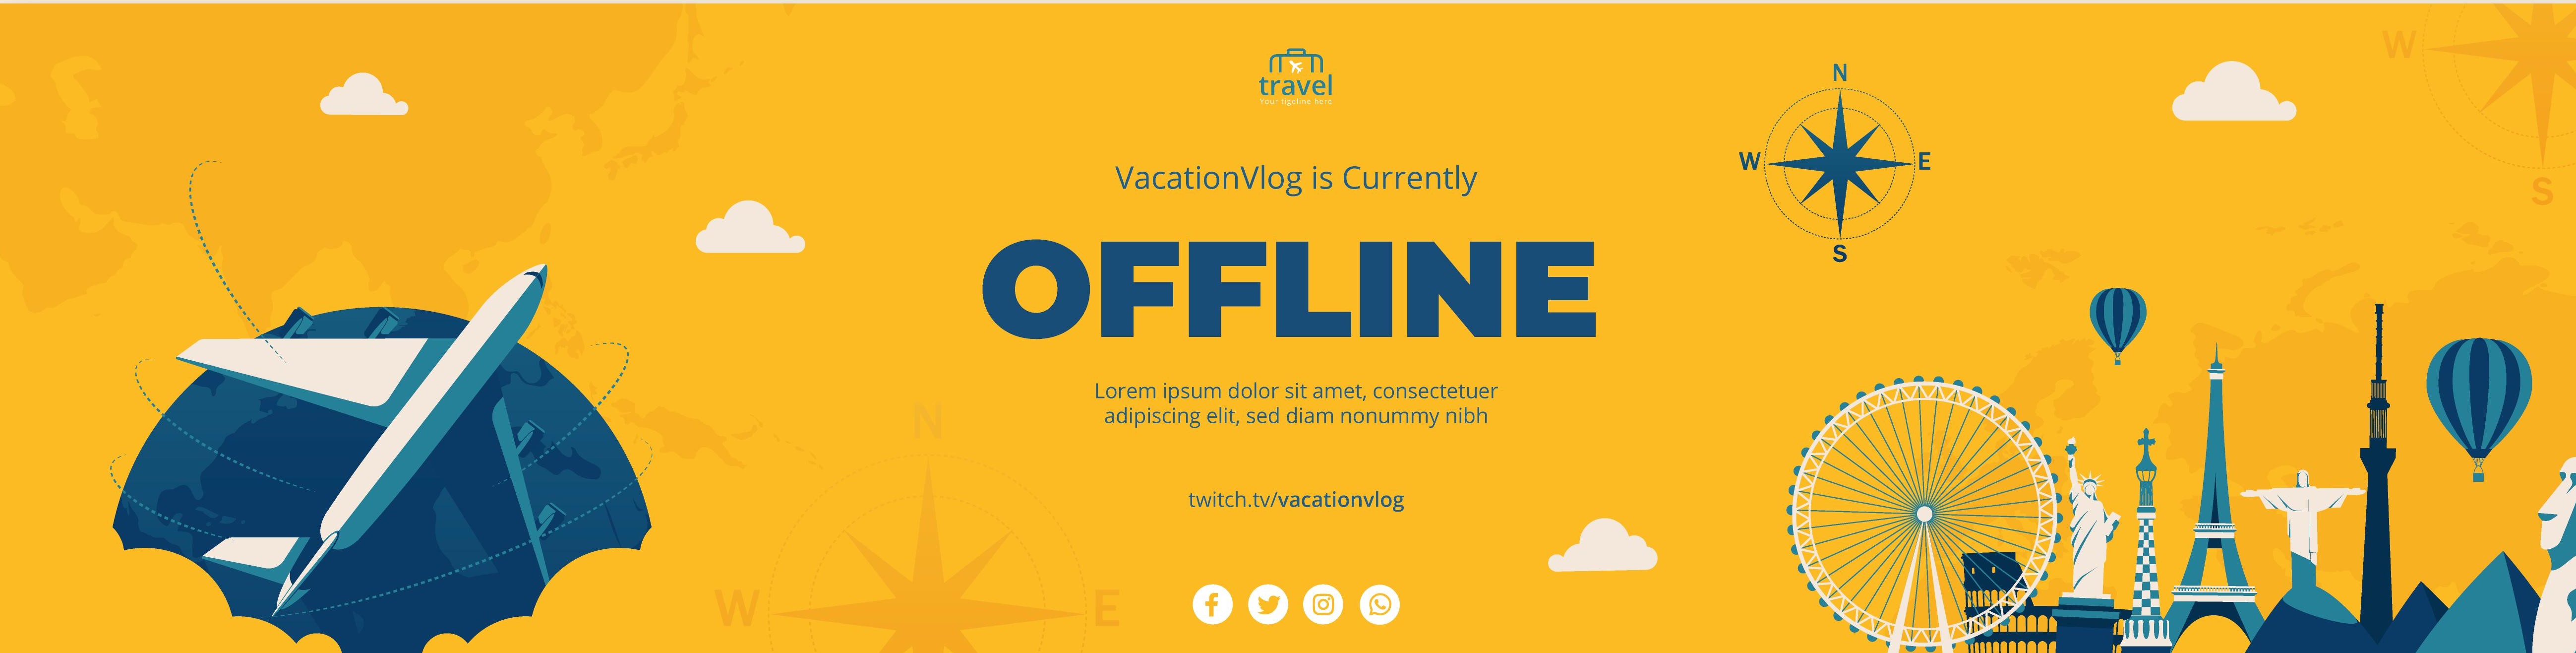 travel
Your tigeline here
VacationVlog is Currently
OFFLINE
Lorem ipsum dolor sit amet, consectetuer
adipiscing elit, sed diam nonummy nibh
twitch.tv/vacationvlog
N
W E
S
N
W E
W
S